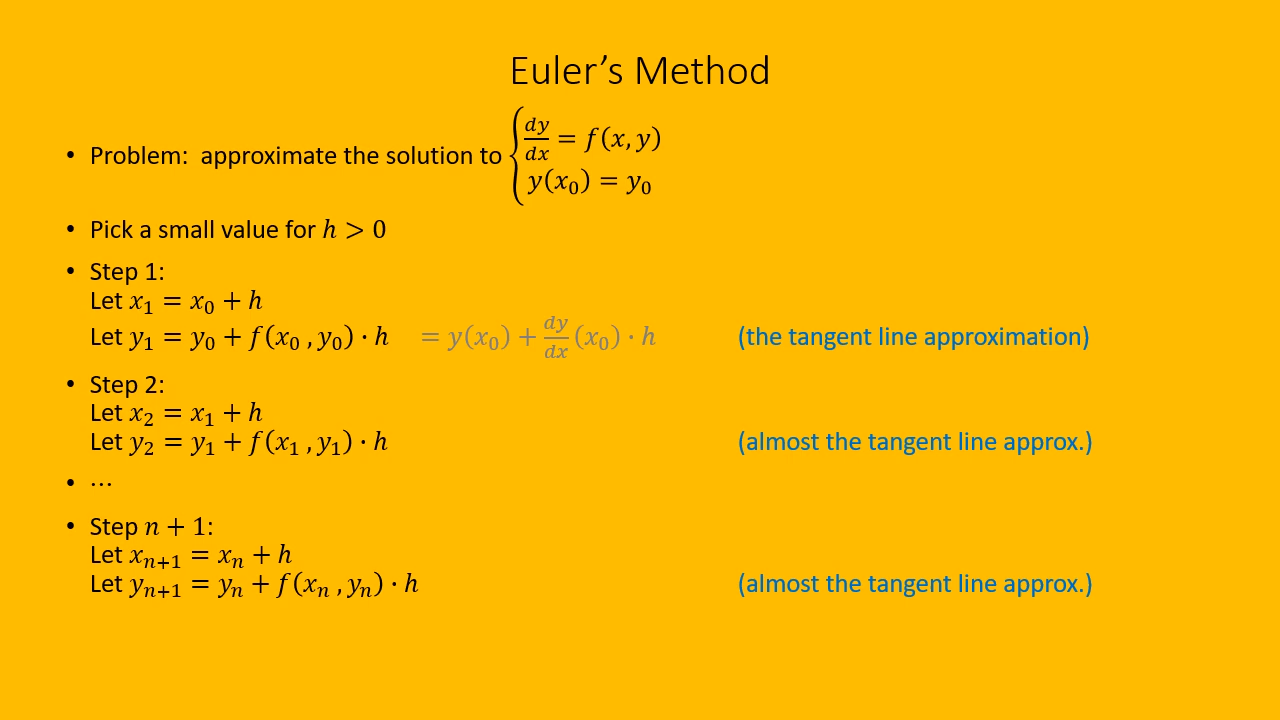 Euler’s Method
• Problem: approximate the solution to { dy/dx = f(x, y)
y(x₀) = y₀
• Pick a small value for h > 0
• Step 1:
Let x₁ = x₀ + h
Let y₁ = y₀ + f(x₀ , y₀) · h = y(x₀) + dy/dx (x₀) · h (the tangent line approximation)
• Step 2:
Let x₂ = x₁ + h
Let y₂ = y₁ + f(x₁ , y₁) · h (almost the tangent line approx.)
• ⋯
• Step n + 1:
Let xₙ₊₁ = xₙ + h
Let yₙ₊₁ = yₙ + f(xₙ , yₙ) · h (almost the tangent line approx.)